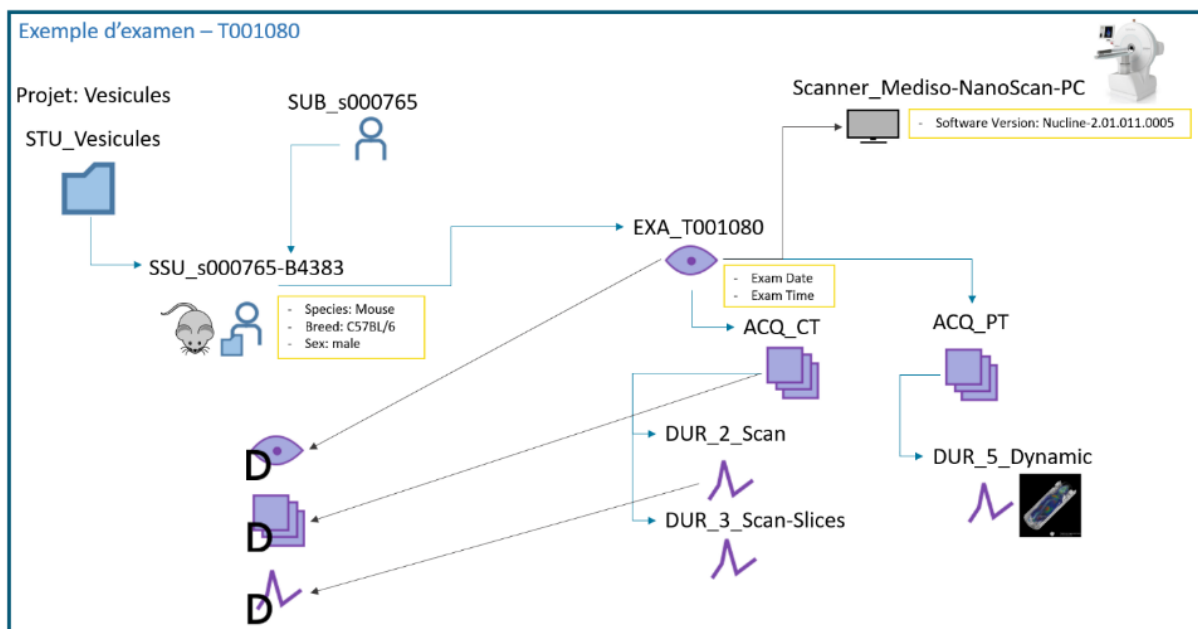 Exemple d'examen – T001080
Projet: Vesicules
STU_Vesicules
SUB_s000765
Scanner_Mediso-NanoScan-PC
- Software Version: Nucline-2.01.011.0005
SSU_s000765-B4383
- Species: Mouse
- Breed: C57BL/6
- Sex: male
EXA_T001080
- Exam Date
- Exam Time
ACQ_CT
ACQ_PT
DUR_2_Scan
DUR_3_Scan-Slices
DUR_5_Dynamic
D
D
D